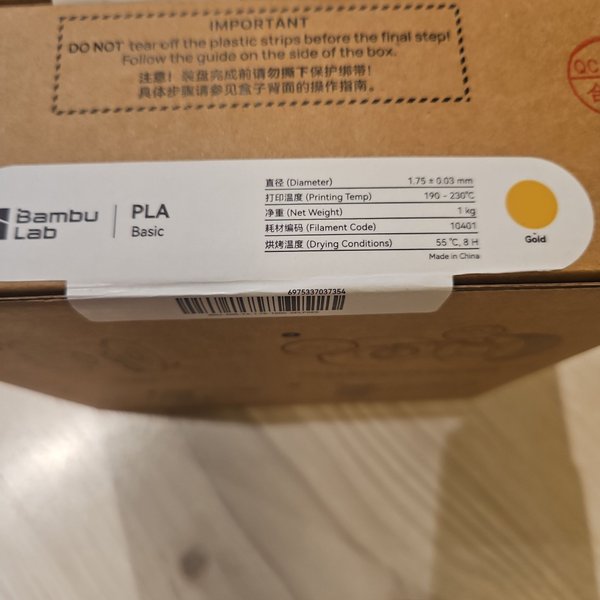 IMPORTANT
DO NOT tear off the plastic strips before the final step!
Follow the guide on the side of the box.
注意！装盘完成前请勿撕下保护绑带！
具体步骤请参见盒子背面的操作指南。
QC
合
Bambu
Lab
PLA
Basic
直径 (Diameter) 1.75 ± 0.03 mm
打印温度 (Printing Temp) 190 - 230℃
净重 (Net Weight) 1 kg
耗材编码 (Filament Code) 10401
烘烤温度 (Drying Conditions) 55 ℃, 8 H
Made in China
Gold
6975337037354